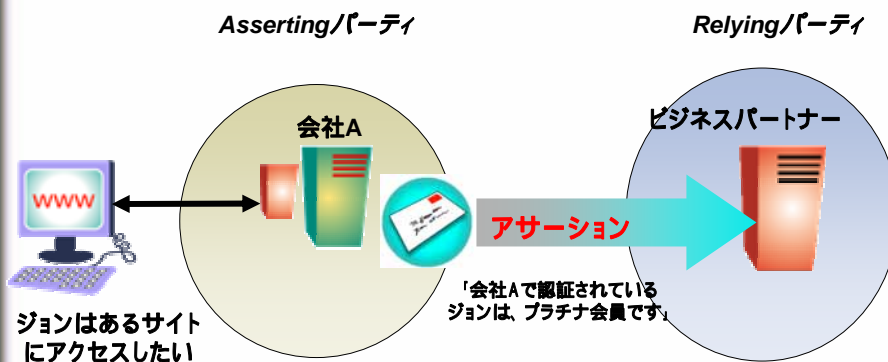 Assertingパーティ
Relyingパーティ
会社A
ビジネスパートナー
WWW
アサーション
「会社Aで認証されている
ジョンは、プラチナ会員です」
ジョンはあるサイト
にアクセスしたい